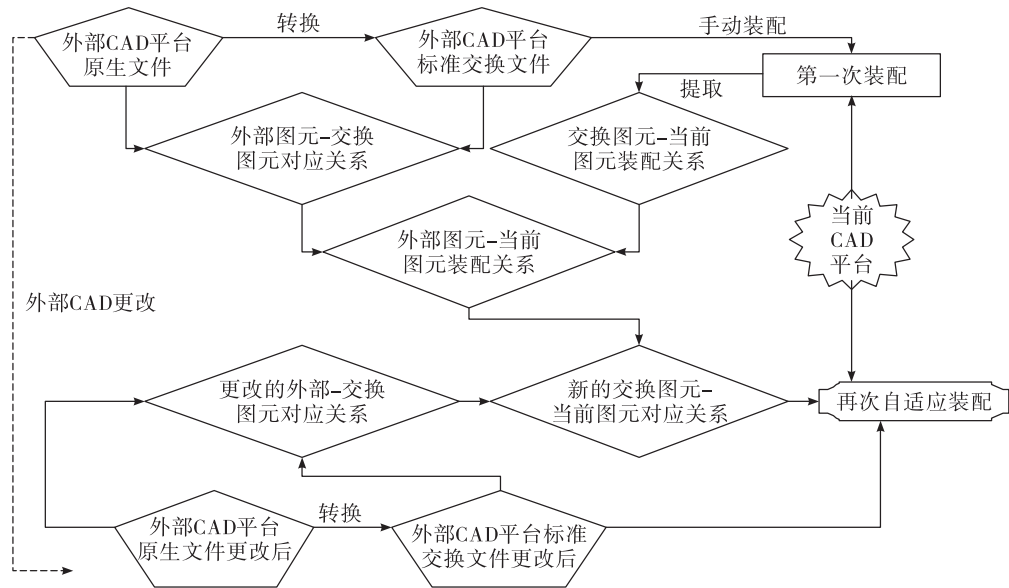 转换
手动装配
外部CAD平台
原生文件
外部CAD平台
标准交换文件
第一次装配
提取
外部图元–交换
图元对应关系
交换图元–当前
图元装配关系
外部图元–当前
图元装配关系
当前
CAD
平台
外部CAD更改
更改的外部–交换
图元对应关系
新的交换图元–
当前图元对应关系
再次自适应装配
转换
外部CAD平台
原生文件更改后
外部CAD平台标准
交换文件更改后